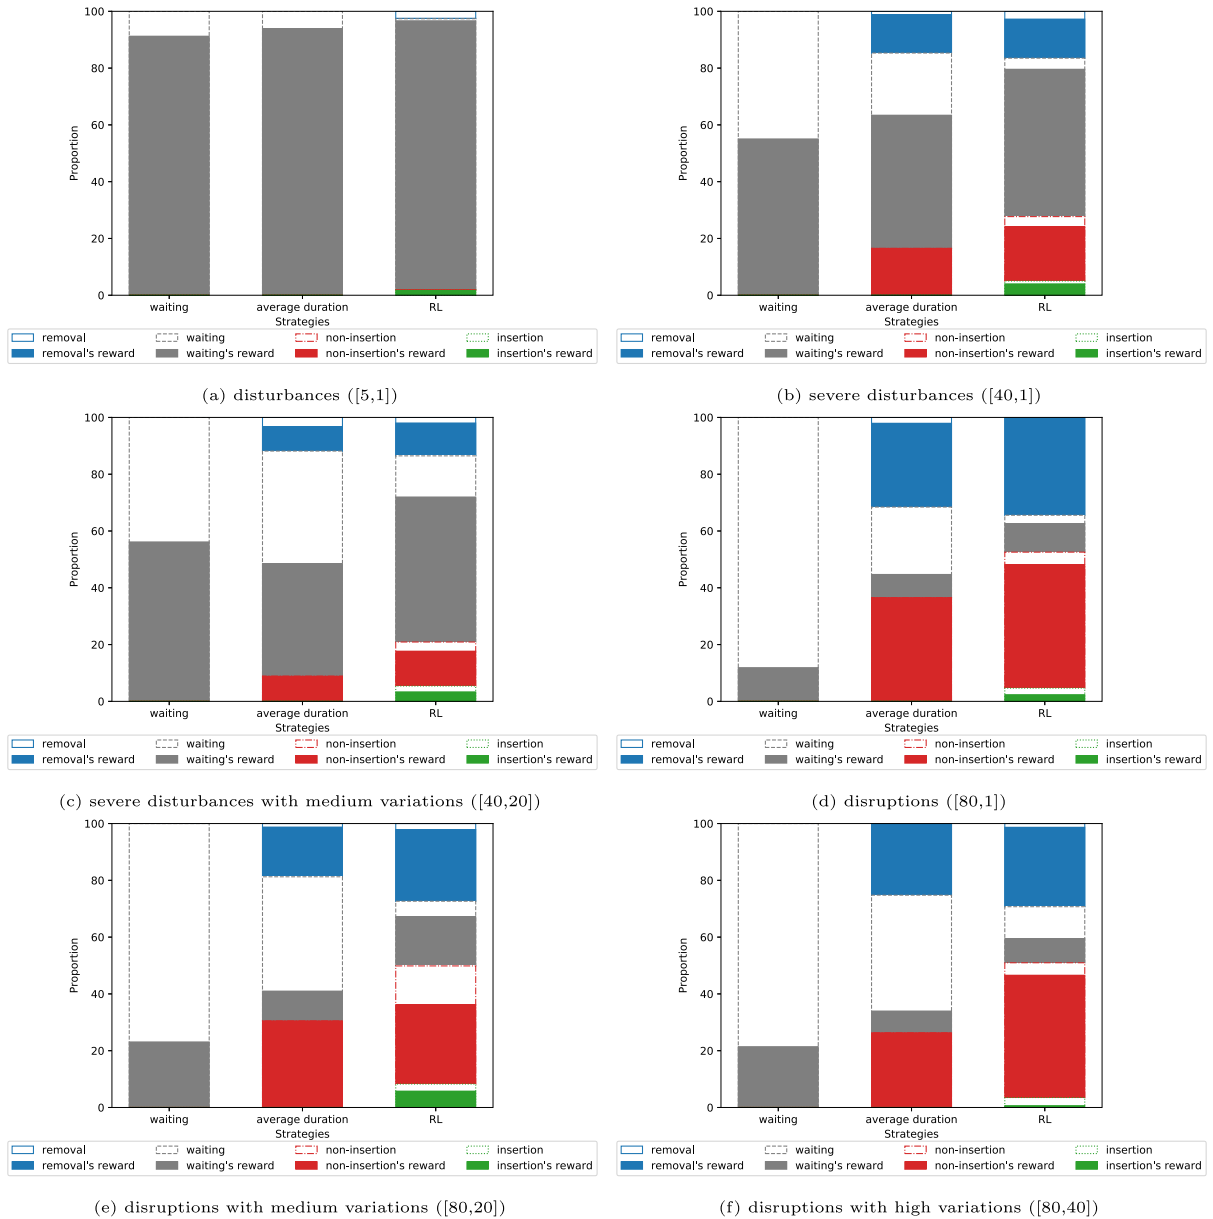 100
80
60
40
20
0
Proportion
waiting average duration RL
Strategies
removal waiting non-insertion insertion
removal's reward waiting's reward non-insertion's reward insertion's reward
(a) disturbances ([5,1])
100
80
60
40
20
0
Proportion
waiting average duration RL
Strategies
removal waiting non-insertion insertion
removal's reward waiting's reward non-insertion's reward insertion's reward
(b) severe disturbances ([40,1])
100
80
60
40
20
0
Proportion
waiting average duration RL
Strategies
removal waiting non-insertion insertion
removal's reward waiting's reward non-insertion's reward insertion's reward
(c) severe disturbances with medium variations ([40,20])
100
80
60
40
20
0
Proportion
waiting average duration RL
Strategies
removal waiting non-insertion insertion
removal's reward waiting's reward non-insertion's reward insertion's reward
(d) disruptions ([80,1])
100
80
60
40
20
0
Proportion
waiting average duration RL
Strategies
removal waiting non-insertion insertion
removal's reward waiting's reward non-insertion's reward insertion's reward
(e) disruptions with medium variations ([80,20])
100
80
60
40
20
0
Proportion
waiting average duration RL
Strategies
removal waiting non-insertion insertion
removal's reward waiting's reward non-insertion's reward insertion's reward
(f) disruptions with high variations ([80,40])